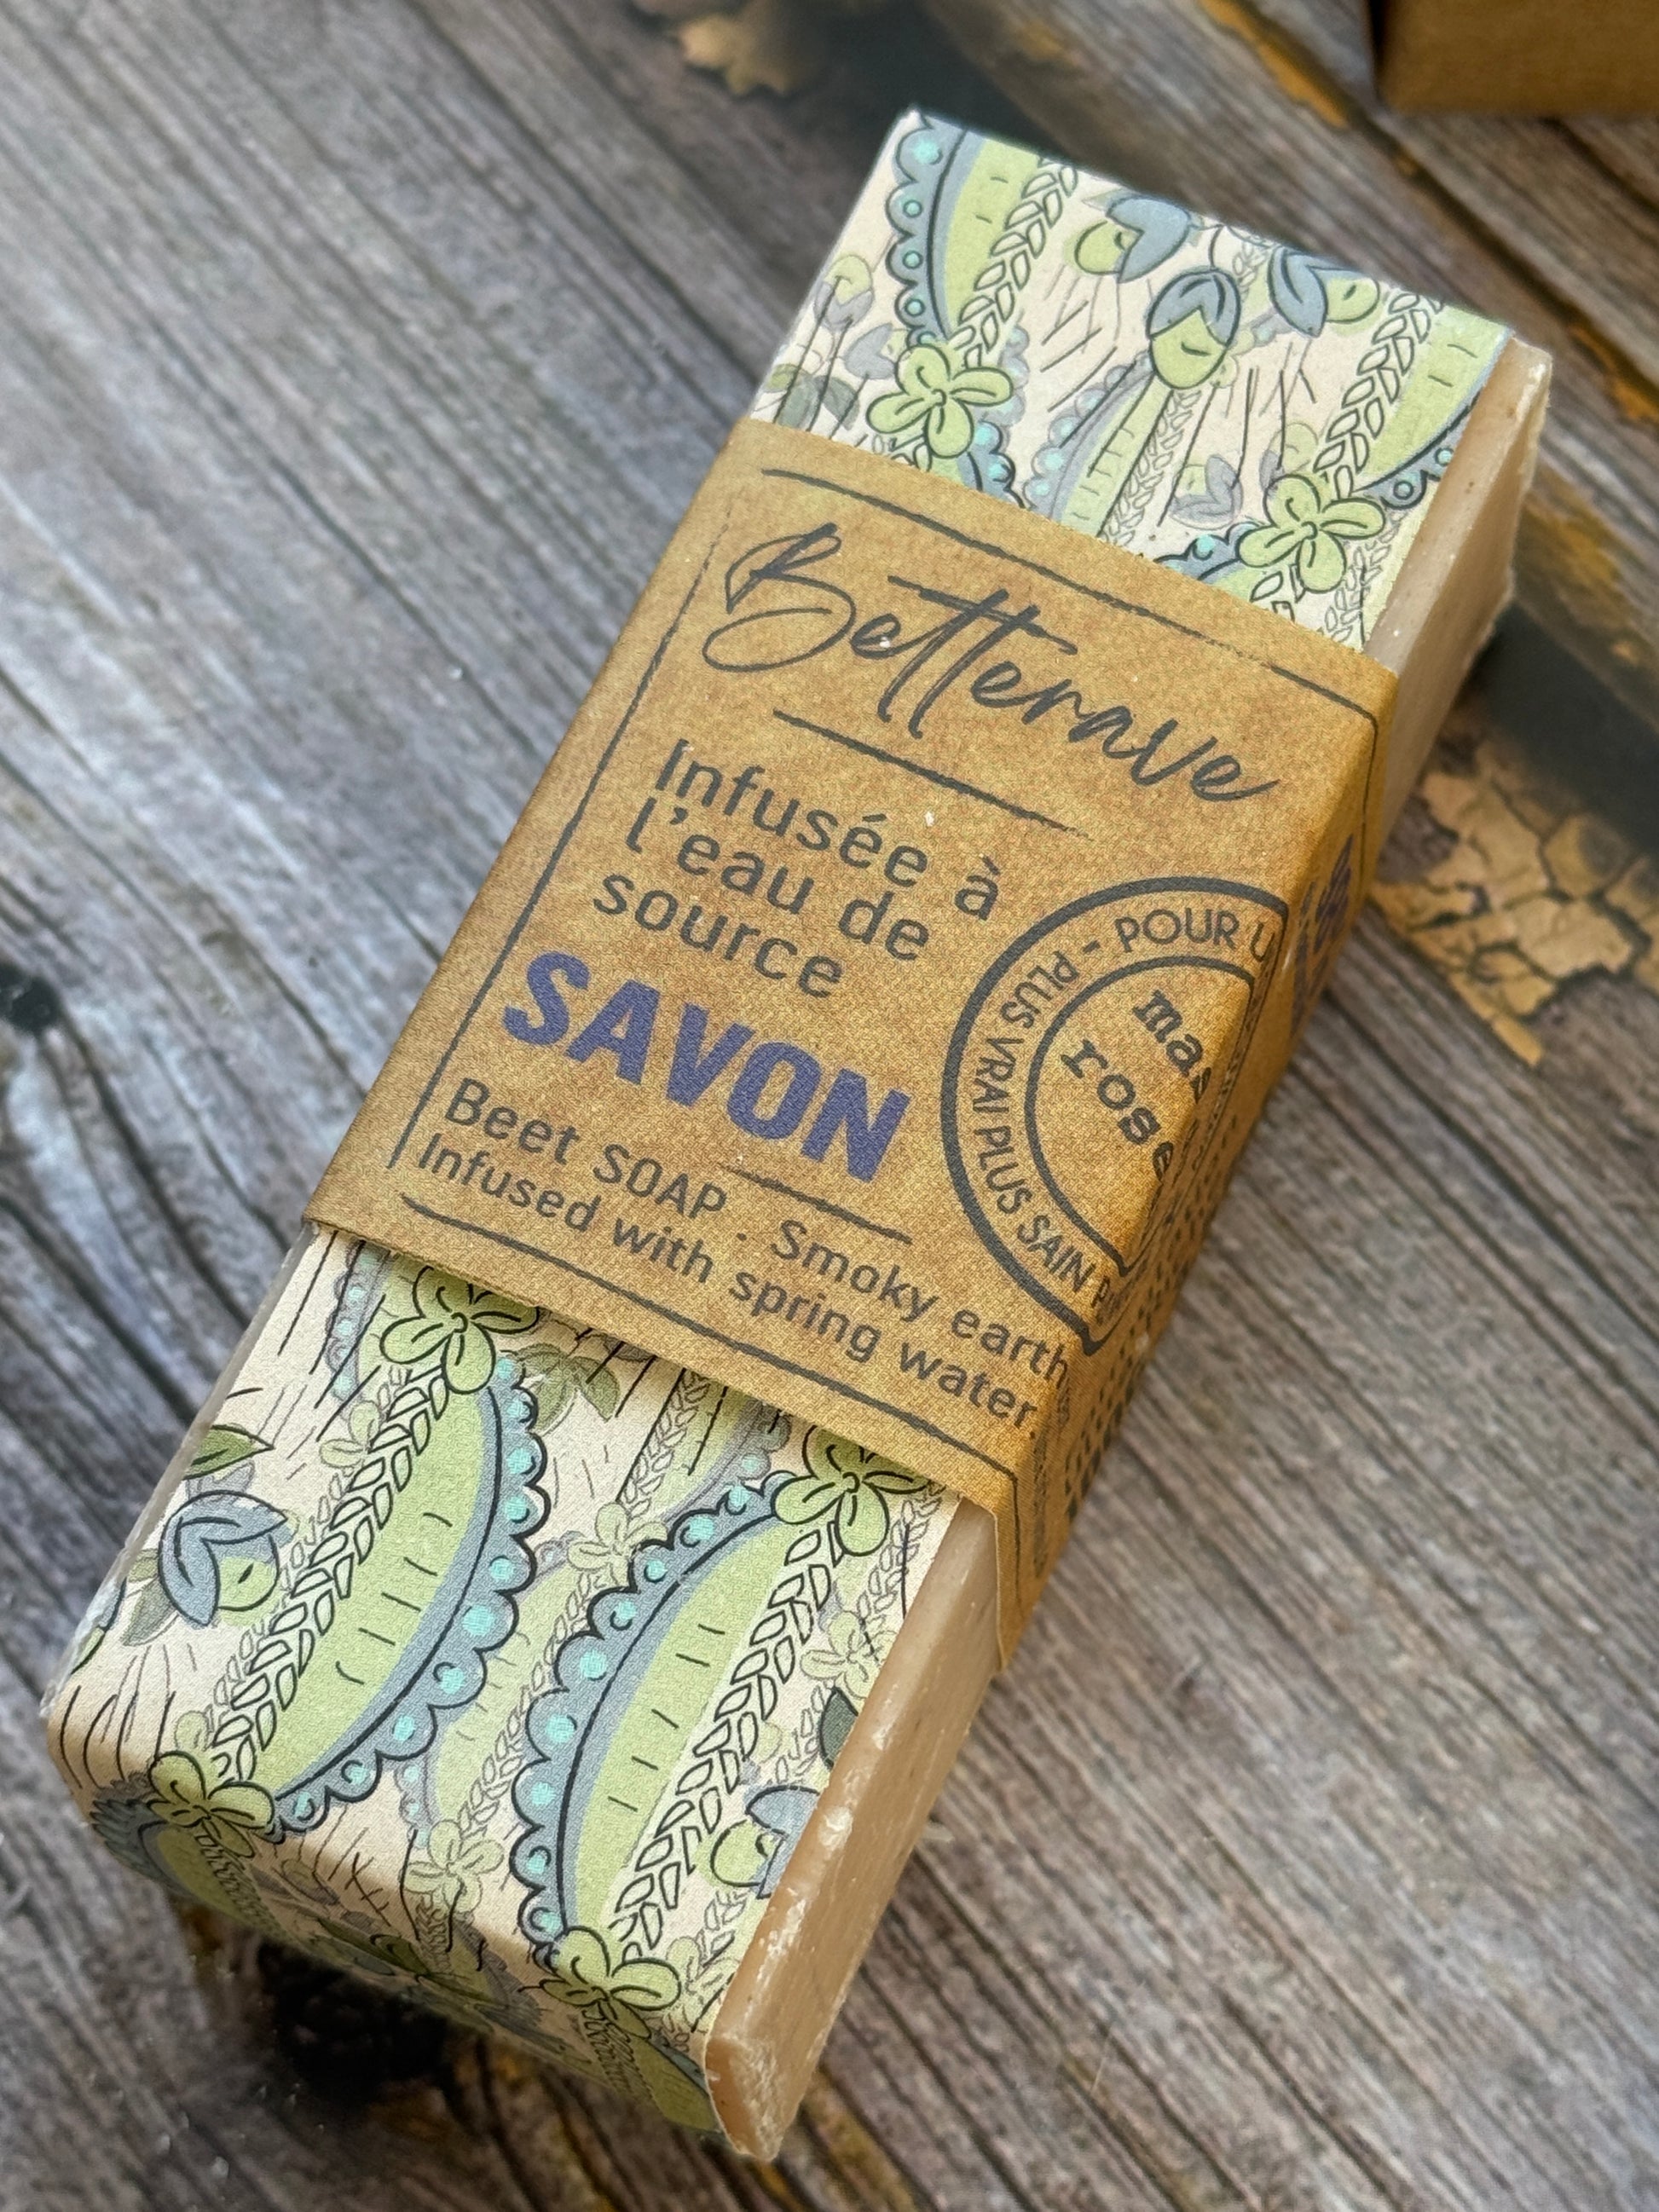 Betterave
Infusée à
l'eau de
source
SAVON
Beet SOAP . Smoky earth
Infused with spring water
PLUS VRAI PLUS SAIN
PLUS - POUR
rose